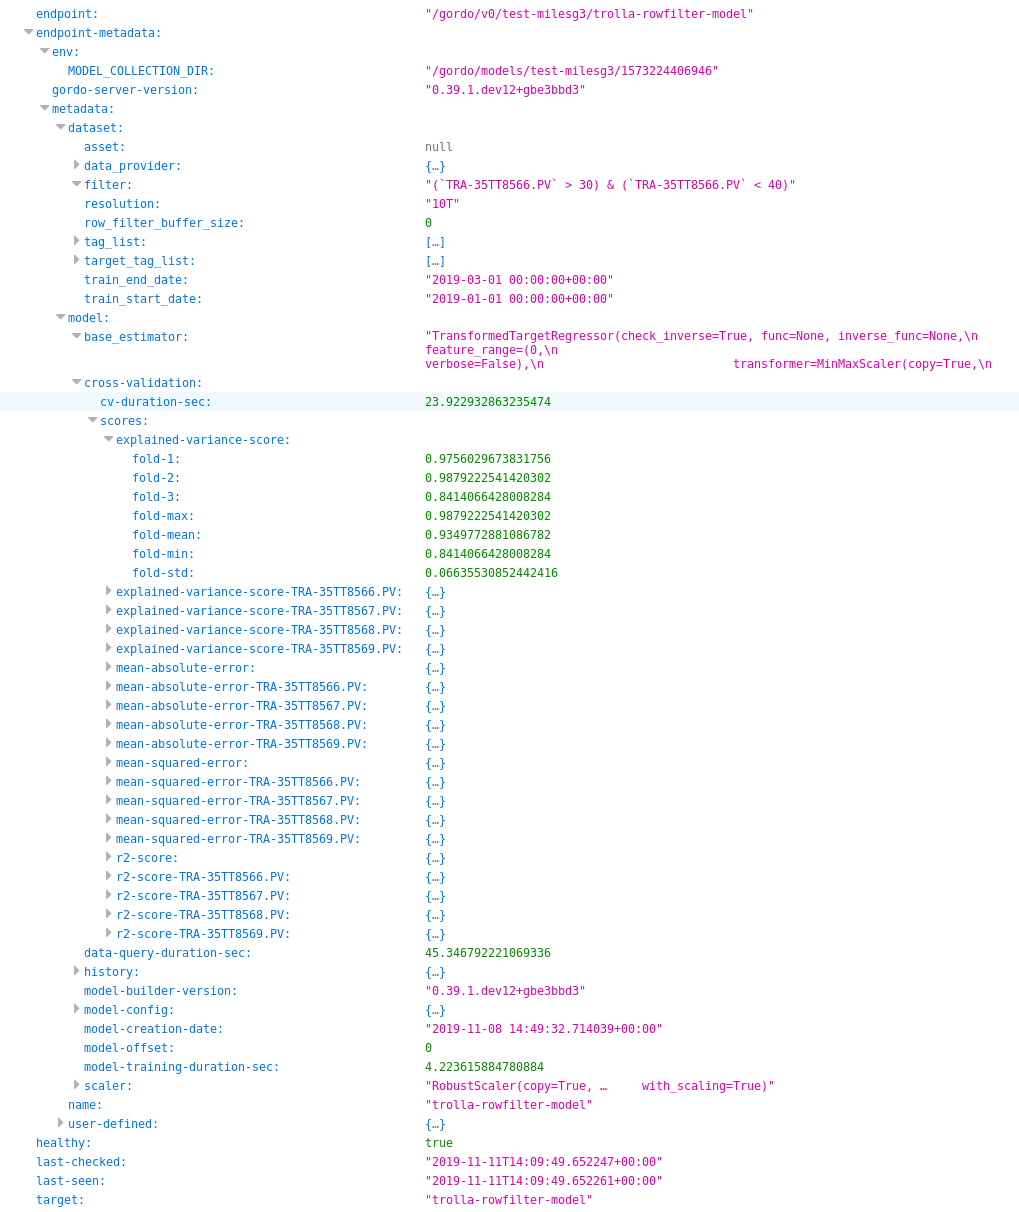 endpoint: "/gordo/v0/test-milesg3/trolla-rowfilter-model"
endpoint-metadata:
env:
MODEL_COLLECTION_DIR: "/gordo/models/test-milesg3/1573224406946"
gordo-server-version: "0.39.1.dev12+gbe3bbd3"
metadata:
dataset:
asset: null
data_provider: {…}
filter: "(`TRA-35TT8566.PV` > 30) & (`TRA-35TT8566.PV` < 40)"
resolution: "10T"
row_filter_buffer_size: 0
tag_list: […]
target_tag_list: […]
train_end_date: "2019-03-01 00:00:00+00:00"
train_start_date: "2019-01-01 00:00:00+00:00"
model:
base_estimator: "TransformedTargetRegressor(check_inverse=True, func=None, inverse_func=None,\n
feature_range=(0,\n
verbose=False),\n transformer=MinMaxScaler(copy=True,\n
cross-validation:
cv-duration-sec: 23.922932863235474
scores:
explained-variance-score:
fold-1: 0.9756029673831756
fold-2: 0.9879222541420302
fold-3: 0.8414066428008284
fold-max: 0.9879222541420302
fold-mean: 0.9349772881086782
fold-min: 0.8414066428008284
fold-std: 0.06635530852442416
explained-variance-score-TRA-35TT8566.PV: {…}
explained-variance-score-TRA-35TT8567.PV: {…}
explained-variance-score-TRA-35TT8568.PV: {…}
explained-variance-score-TRA-35TT8569.PV: {…}
mean-absolute-error: {…}
mean-absolute-error-TRA-35TT8566.PV: {…}
mean-absolute-error-TRA-35TT8567.PV: {…}
mean-absolute-error-TRA-35TT8568.PV: {…}
mean-absolute-error-TRA-35TT8569.PV: {…}
mean-squared-error: {…}
mean-squared-error-TRA-35TT8566.PV: {…}
mean-squared-error-TRA-35TT8567.PV: {…}
mean-squared-error-TRA-35TT8568.PV: {…}
mean-squared-error-TRA-35TT8569.PV: {…}
r2-score: {…}
r2-score-TRA-35TT8566.PV: {…}
r2-score-TRA-35TT8567.PV: {…}
r2-score-TRA-35TT8568.PV: {…}
r2-score-TRA-35TT8569.PV: {…}
data-query-duration-sec: 45.346792221069336
history: {…}
model-builder-version: "0.39.1.dev12+gbe3bbd3"
model-config: {…}
model-creation-date: "2019-11-08 14:49:32.714039+00:00"
model-offset: 0
model-training-duration-sec: 4.223615884780884
scaler: "RobustScaler(copy=True, … with_scaling=True)"
name: "trolla-rowfilter-model"
user-defined: {…}
healthy: true
last-checked: "2019-11-11T14:09:49.652247+00:00"
last-seen: "2019-11-11T14:09:49.652261+00:00"
target: "trolla-rowfilter-model"